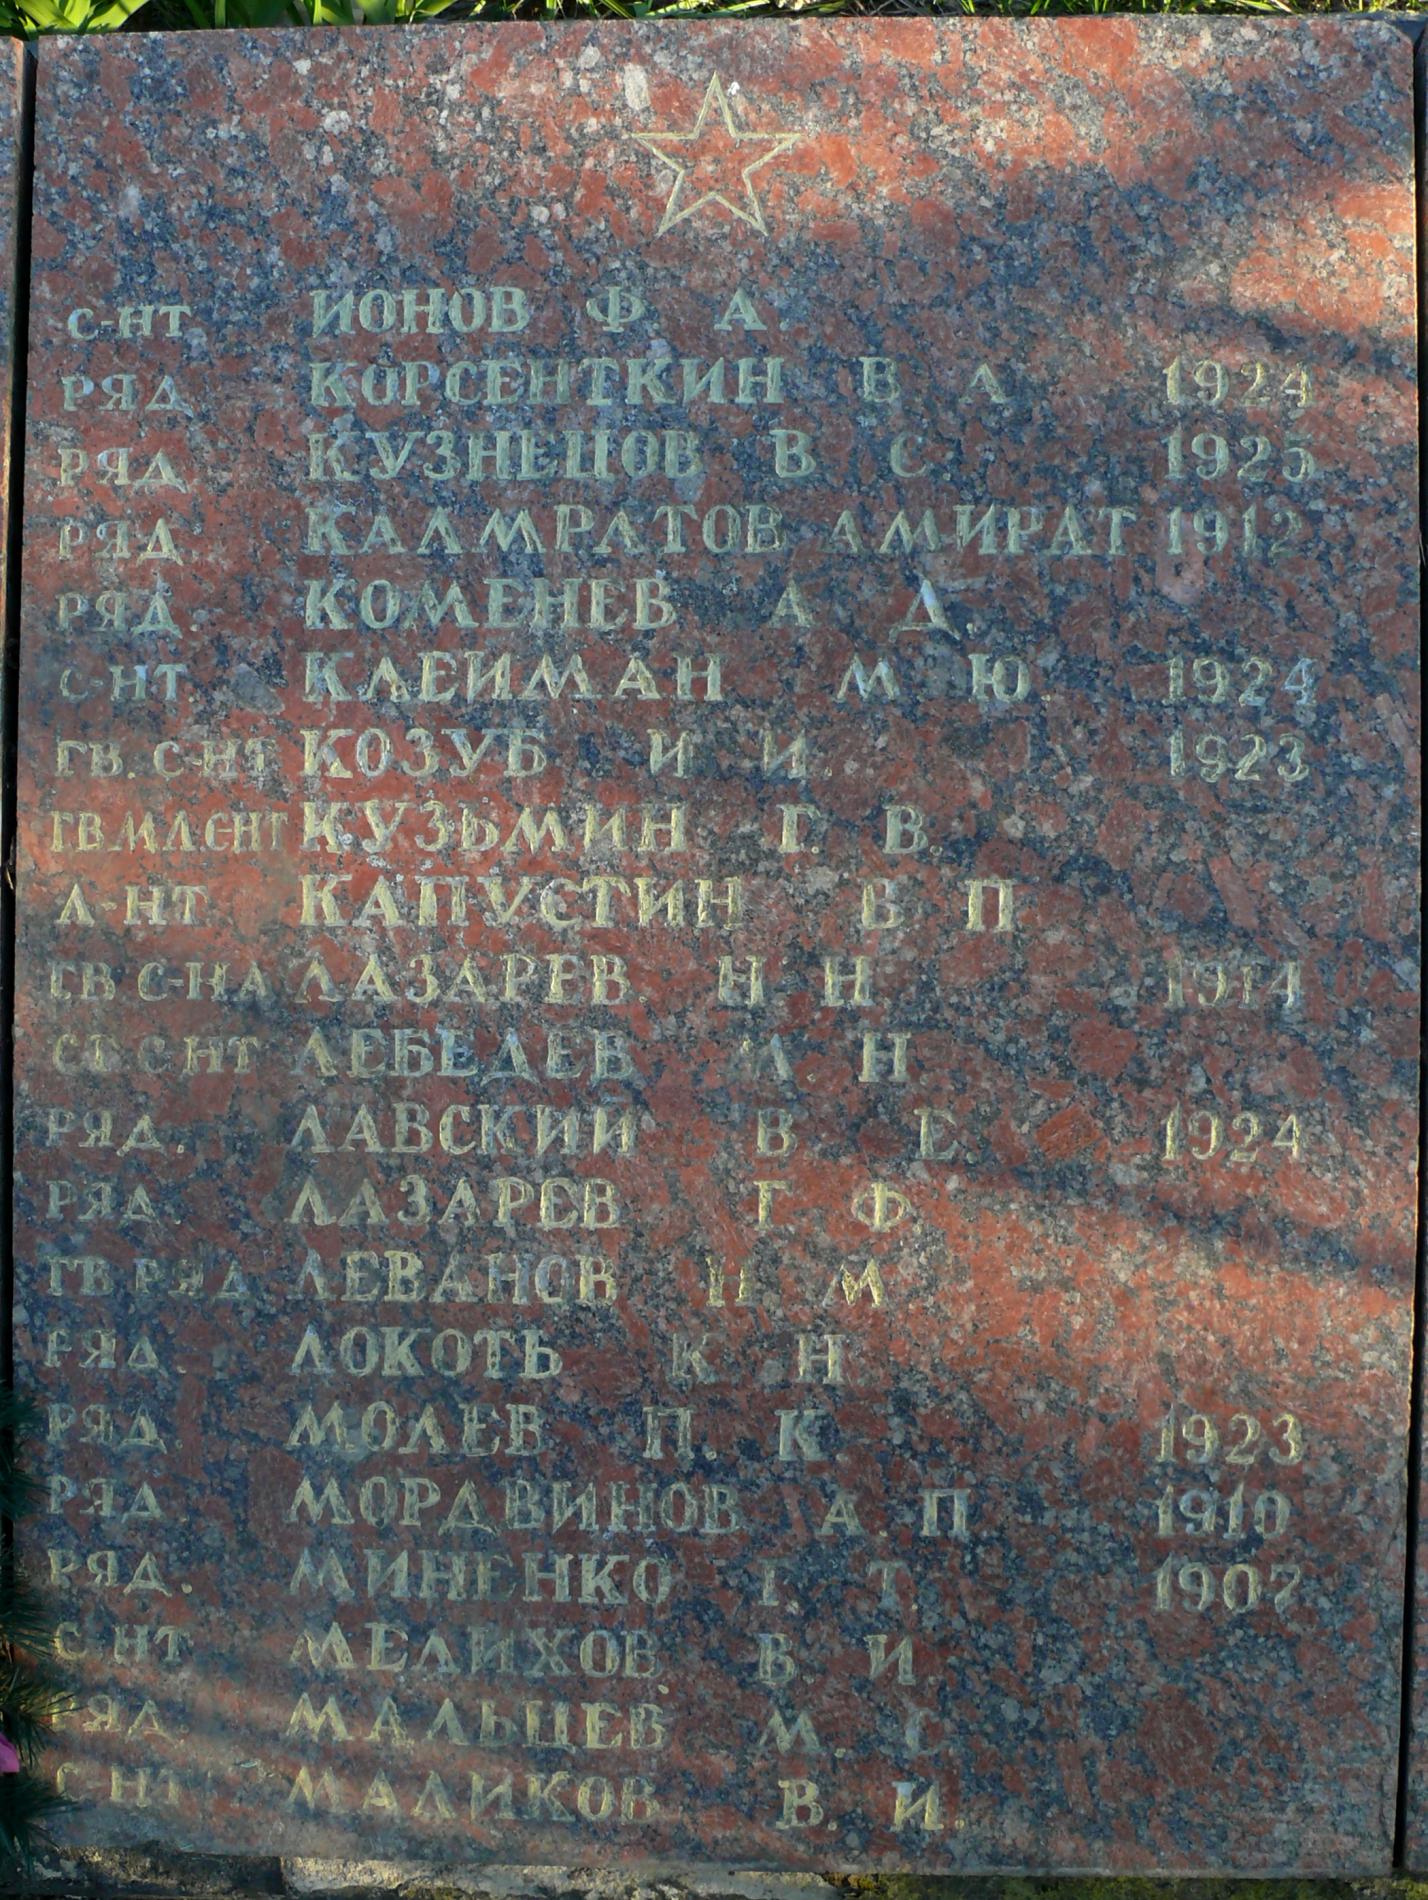 С-НТ ИОНОВ Ф А.
РЯД КОРСЕНТКИН В А 1924
РЯД КУЗНЕЦОВ В С. 1925
РЯД КАЛМРАТОВ АМИРАТ 1912
РЯД. КОМЕНЕВ А Д.
С-НТ КЛЕЙМАН М Ю. 1924
ГВ. С-НТ КОЗУБ И И. 1923
ГВ МЛ С-НТ КУЗЬМИН Г. В.
Л-НТ КАПУСТИН В П
ГВ. С-НА ЛАЗАРЕВ. Н Н 1914
СТ С-НТ ЛЕБЕДЕВ Л. Н.
РЯД. ЛАВСКИЙ В. Е. 1924
РЯД. ЛАЗАРЕВ Г Ф
ГВ РЯД ЛЕВАНОВ М
РЯД. ЛОКОТЬ К Н
РЯД. МОЛЕВ П. К 1923
РЯД МОРДВИНОВ А. П 1910
РЯД. МИНЕНКО Г. Т. 1907
С-НТ МЕЛИХОВ. В И.
РЯД. МАЛЬЦЕВ М. С
С-НТ МАЛИКОВ В. И.